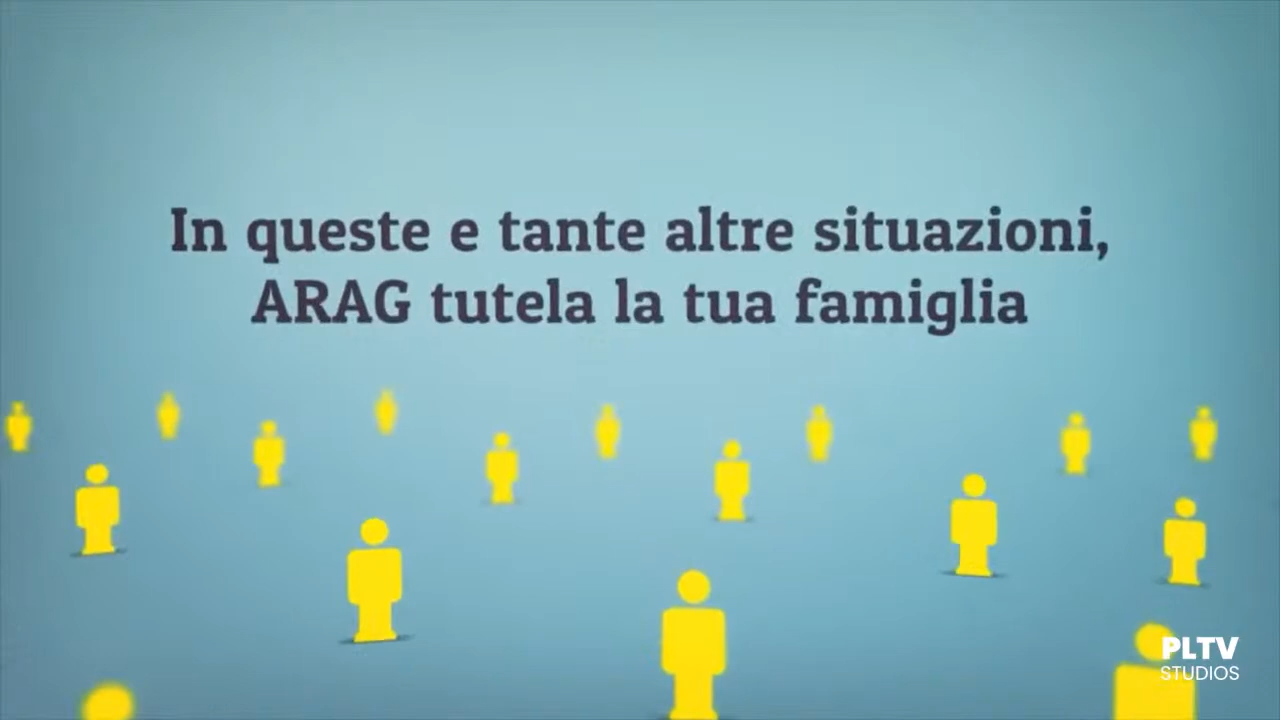 In queste e tante altre situazioni,
ARAG tutela la tua famiglia
PLTV
STUDIOS